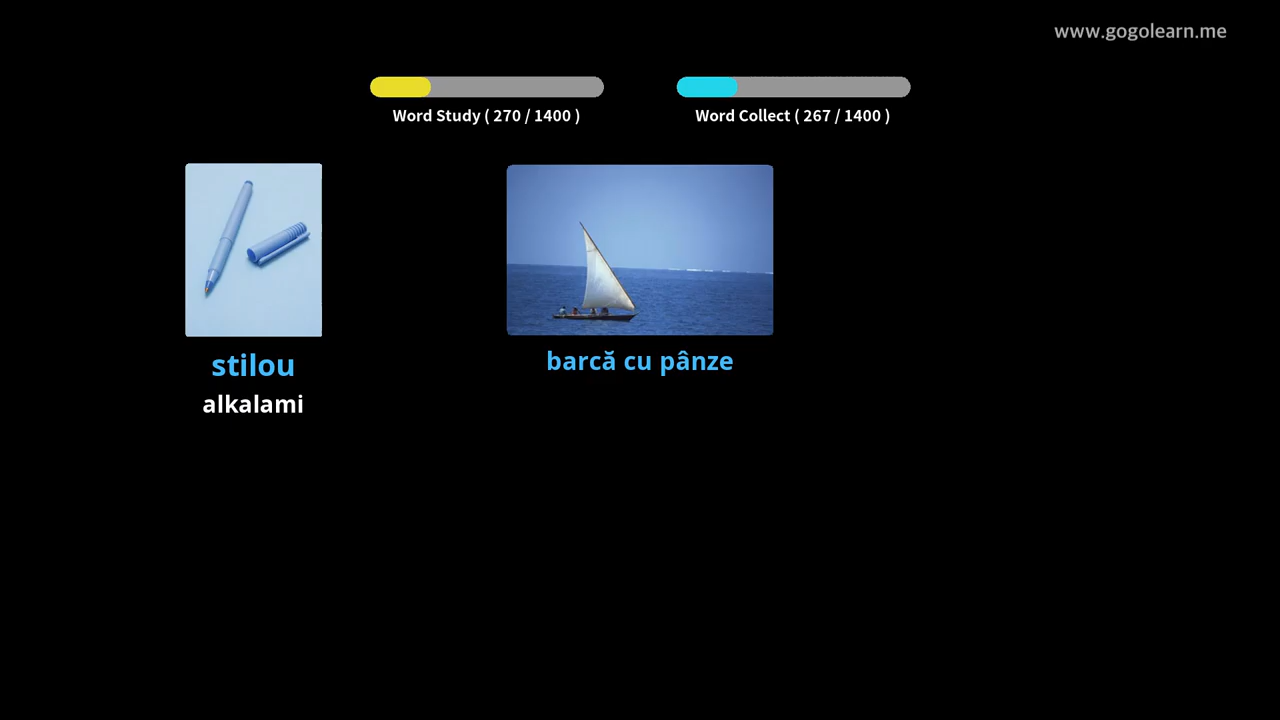 www.gogolearn.me
Word Study ( 270 / 1400 )
Word Collect ( 267 / 1400 )
stilou
alkalami
barcă cu pânze